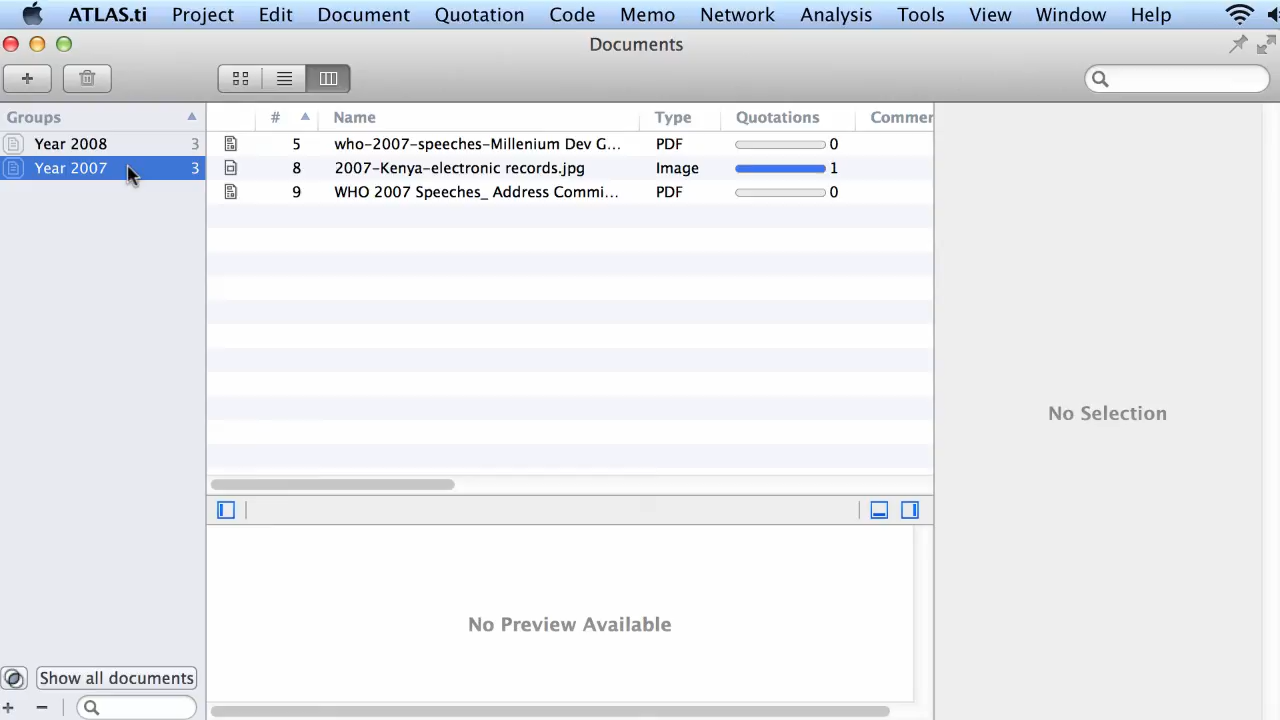 ATLAS.ti Project Edit Document Quotation Code Memo Network Analysis Tools View Window Help
Documents
Groups
# Name Type Quotations Commer
Year 2008 3
5 who-2007-speeches-Millenium Dev G... PDF 0
Year 2007 3
8 2007-Kenya-electronic records.jpg Image 1
9 WHO 2007 Speeches_ Address Commi... PDF 0
No Selection
No Preview Available
Show all documents